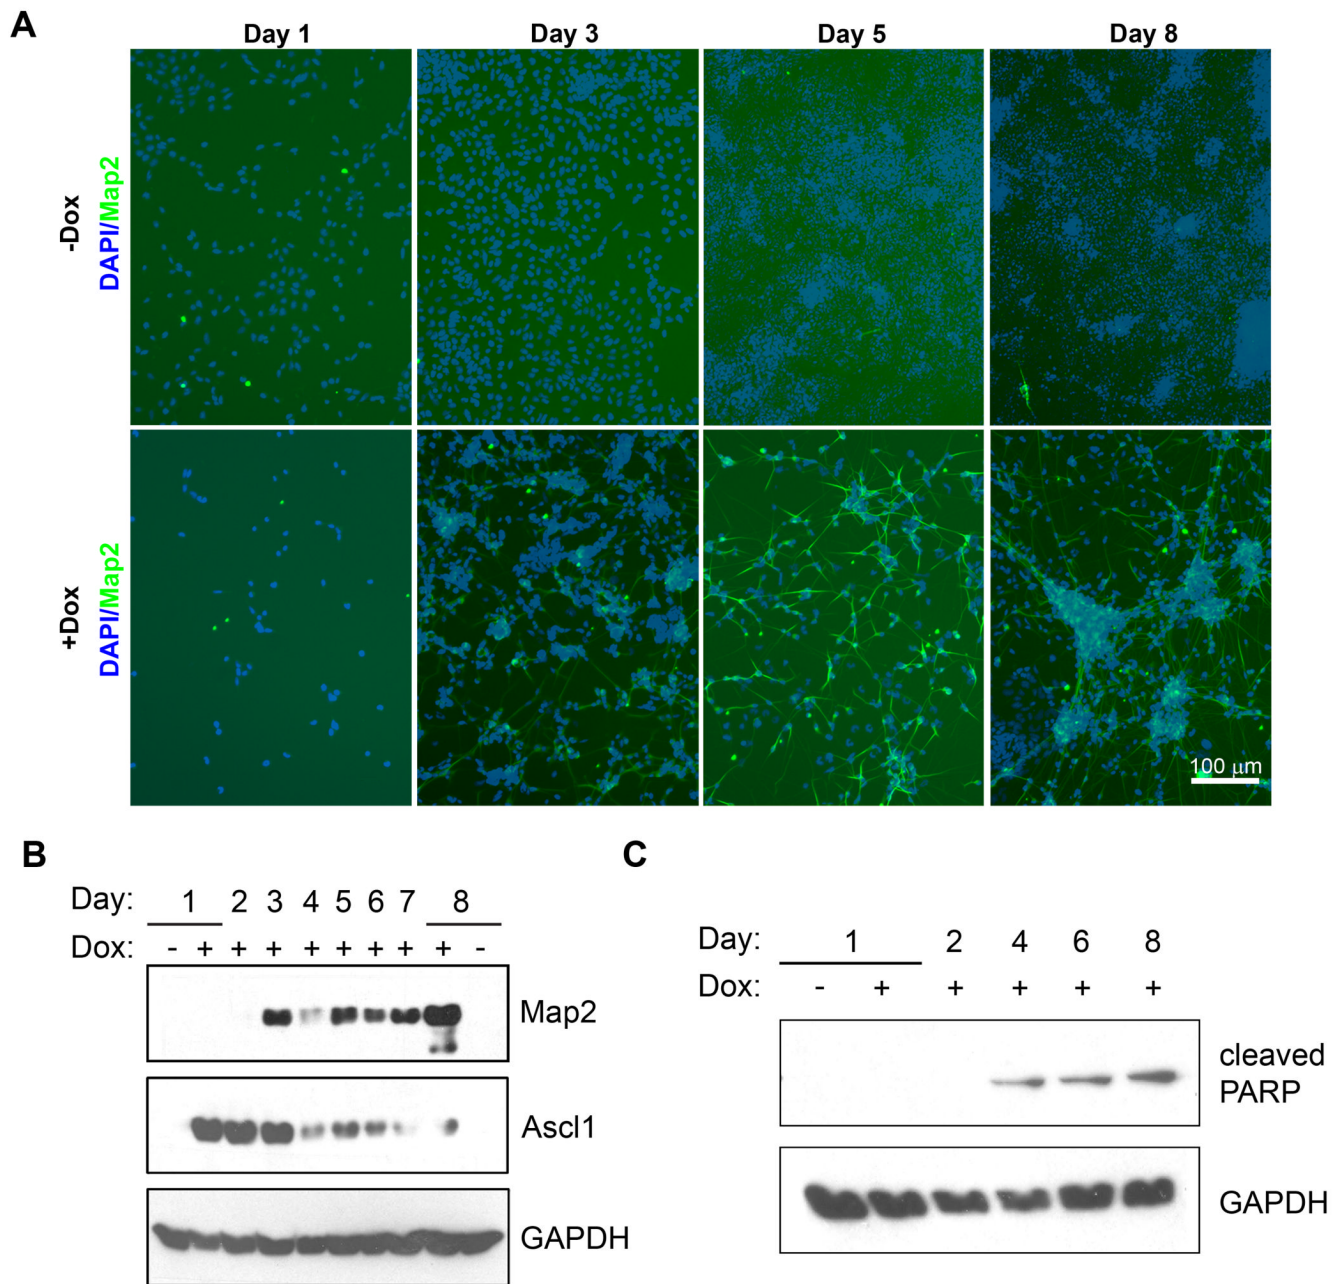 A
Day 1 Day 3 Day 5 Day 8
-Dox
DAPI/Map2
+Dox
DAPI/Map2
100 μm
B
Day: 1 2 3 4 5 6 7 8
Dox: - + + + + + + + + -
Map2
Ascl1
GAPDH
C
Day: 1 2 4 6 8
Dox: - + + + + +
cleaved
PARP
GAPDH